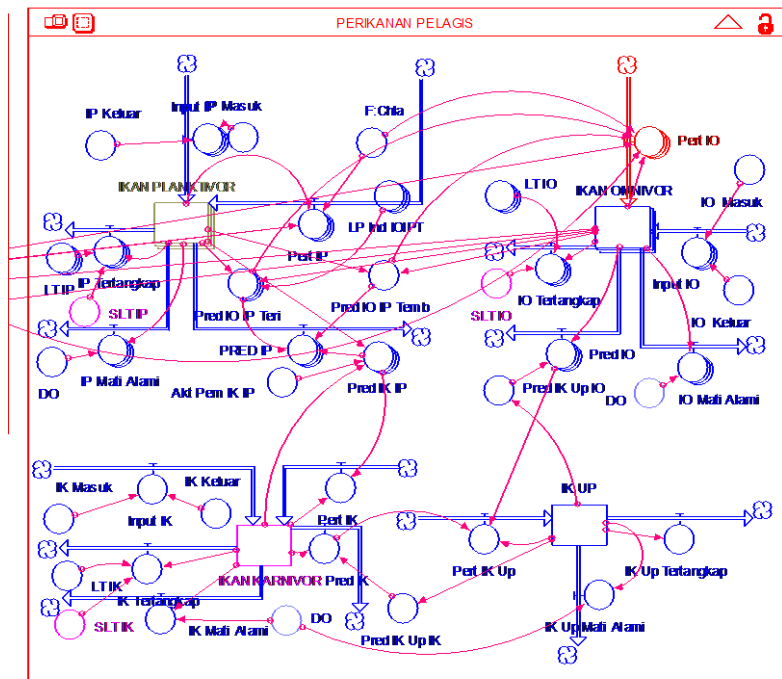 PERIKANAN PELAGIS
IP Keluar
Input IP Masuk
F:Chla
Pert IO
IKAN PLANKTIVOR
LTIO
IKAN OMNIVOR
IO Masuk
LP Ind IOIPT
Pert IP
LTIP
IP Tertangkap
SLTIP
Pred IO IP Teri
Pred IO IP Temb
IO Tertangkap
SLTIO
Input IO
IO Keluar
PRED IP
Pred IO
DO
IP Mati Alami
Akt Pem IK IP
Pred IK IP
Pred IK Up IO
DO
IO Mati Alami
IK Masuk
IK Keluar
Input IK
Pert IK
IK UP
LTIK
IKAN KARNIVOR
Pred IK
Pert IK Up
IK Up Tertangkap
IK Tertangkap
SLTIK
IK Mati Alami
DO
Pred IK Up IK
IK Up Mati Alami